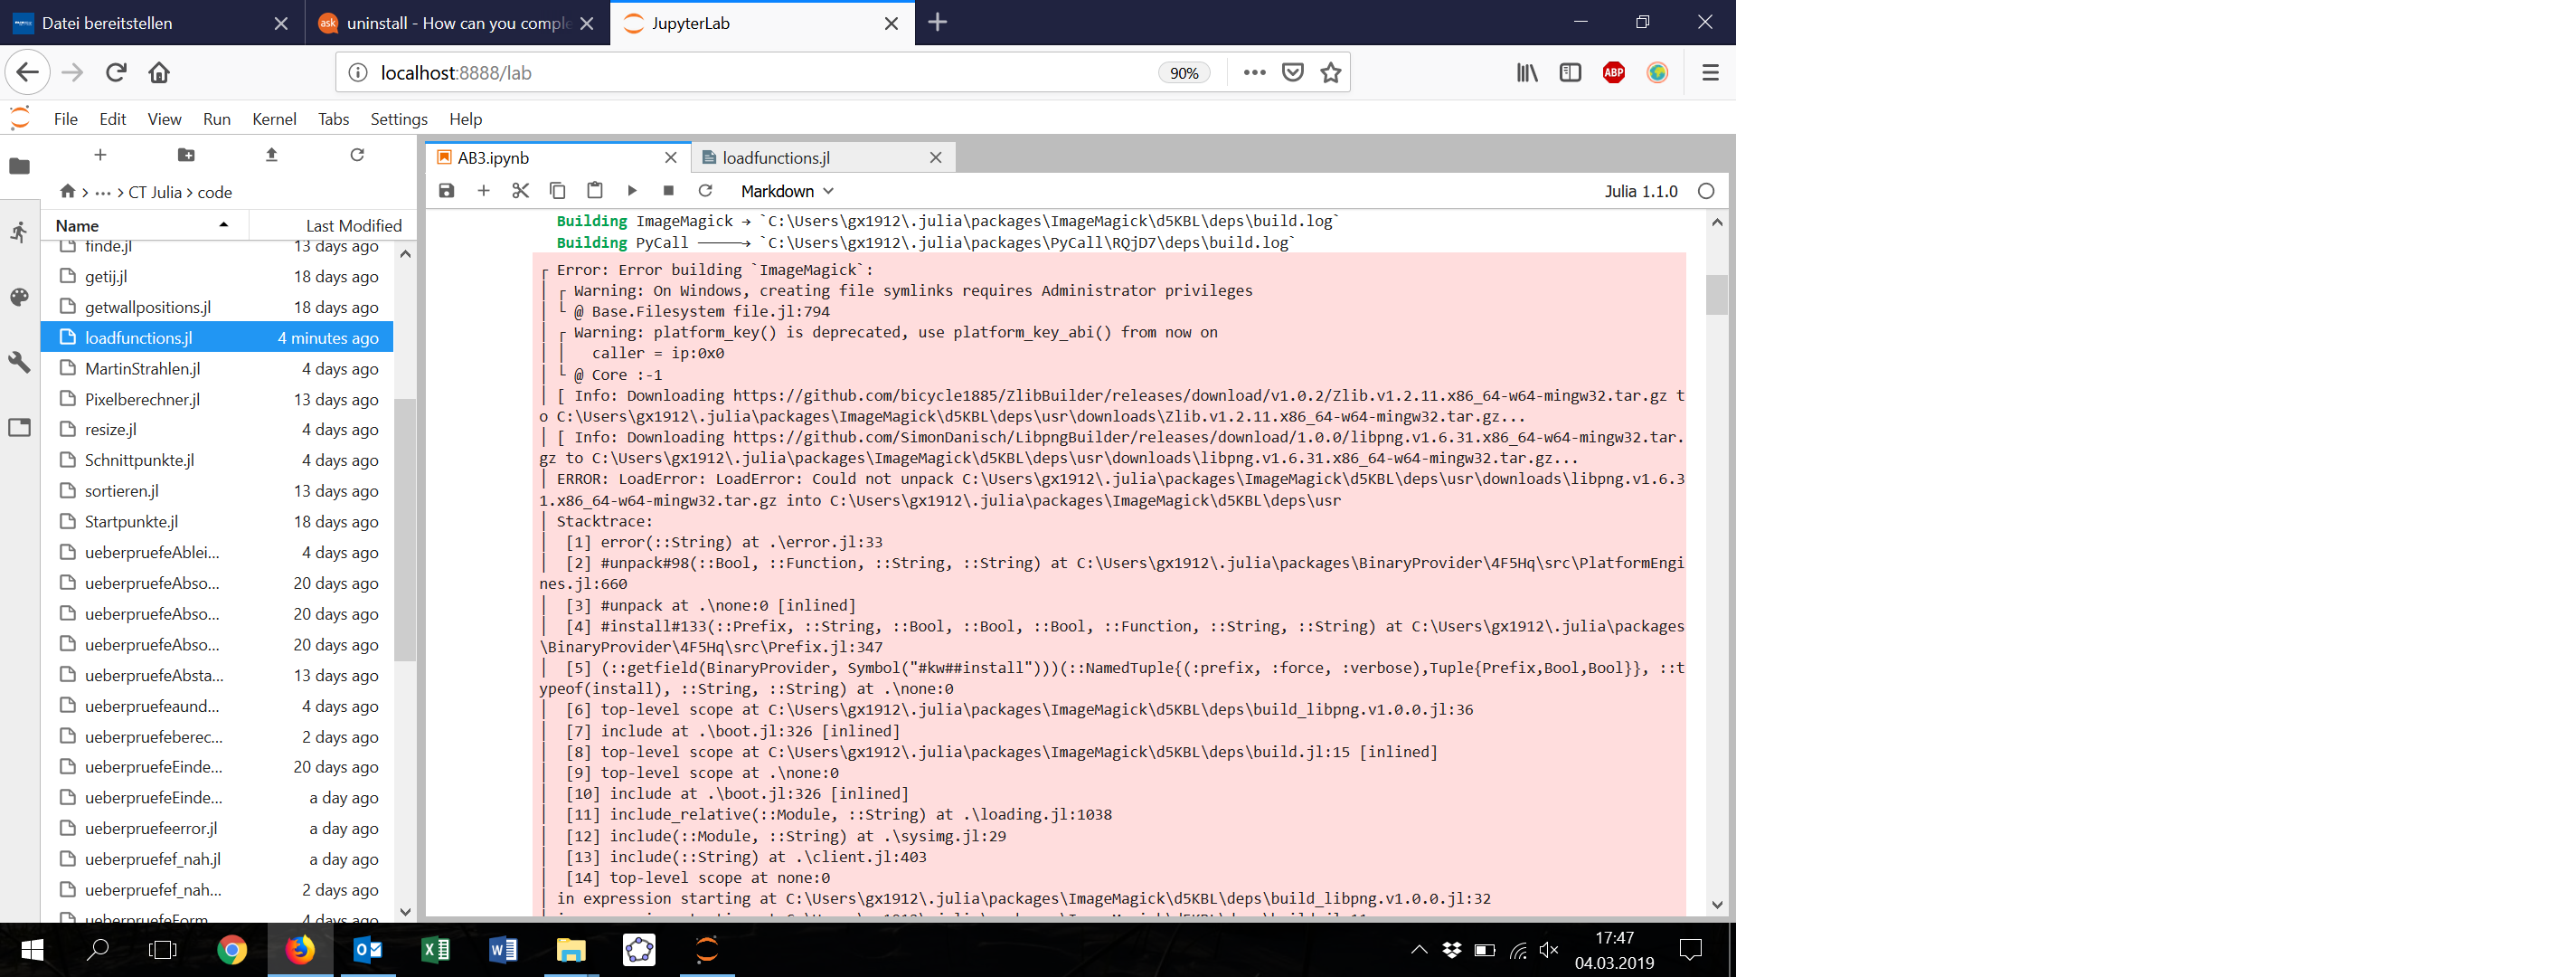 Datei bereitstellen
uninstall - How can you comple
JupyterLab
localhost:8888/lab
90%
ABP
File Edit View Run Kernel Tabs Settings Help
AB3.ipynb
loadfunctions.jl
Markdown
Julia 1.1.0
··· > CT Julia > code
Name Last Modified
finde.jl 13 days ago
getij.jl 18 days ago
getwallpositions.jl 18 days ago
loadfunctions.jl 4 minutes ago
MartinStrahlen.jl 4 days ago
Pixelberechner.jl 13 days ago
resize.jl 4 days ago
Schnittpunkte.jl 4 days ago
sortieren.jl 13 days ago
Startpunkte.jl 18 days ago
ueberpruefeAblei... 4 days ago
ueberpruefeAbso... 20 days ago
ueberpruefeAbso... 20 days ago
ueberpruefeAbso... 20 days ago
ueberpruefeAbsta... 13 days ago
ueberpruefeaund... 4 days ago
ueberpruefeberec... 2 days ago
ueberpruefeEinde... 20 days ago
ueberpruefeEinde... a day ago
ueberpruefeerror.jl a day ago
ueberpruefef_nah.jl a day ago
ueberpruefef_nah... 2 days ago
ueberpruefeForm 4 days ago
Building ImageMagick → `C:\Users\gx1912\.julia\packages\ImageMagick\d5KBL\deps\build.log`
Building PyCall ─────→ `C:\Users\gx1912\.julia\packages\PyCall\RQjD7\deps\build.log`
┌ Error: Error building `ImageMagick`:
│ ┌ Warning: On Windows, creating file symlinks requires Administrator privileges
│ └ @ Base.Filesystem file.jl:794
│ ┌ Warning: platform_key() is deprecated, use platform_key_abi() from now on
│ │   caller = ip:0x0
│ └ @ Core :-1
│ [ Info: Downloading https://github.com/bicycle1885/ZlibBuilder/releases/download/v1.0.2/Zlib.v1.2.11.x86_64-w64-mingw32.tar.gz t
o C:\Users\gx1912\.julia\packages\ImageMagick\d5KBL\deps\usr\downloads\Zlib.v1.2.11.x86_64-w64-mingw32.tar.gz...
│ [ Info: Downloading https://github.com/SimonDanisch/LibpngBuilder/releases/download/1.0.0/libpng.v1.6.31.x86_64-w64-mingw32.tar.
gz to C:\Users\gx1912\.julia\packages\ImageMagick\d5KBL\deps\usr\downloads\libpng.v1.6.31.x86_64-w64-mingw32.tar.gz...
│ ERROR: LoadError: LoadError: Could not unpack C:\Users\gx1912\.julia\packages\ImageMagick\d5KBL\deps\usr\downloads\libpng.v1.6.3
1.x86_64-w64-mingw32.tar.gz into C:\Users\gx1912\.julia\packages\ImageMagick\d5KBL\deps\usr
│ Stacktrace:
│  [1] error(::String) at .\error.jl:33
│  [2] #unpack#98(::Bool, ::Function, ::String, ::String) at C:\Users\gx1912\.julia\packages\BinaryProvider\4F5Hq\src\PlatformEngi
nes.jl:660
│  [3] #unpack at .\none:0 [inlined]
│  [4] #install#133(::Prefix, ::String, ::Bool, ::Bool, ::Bool, ::Function, ::String, ::String) at C:\Users\gx1912\.julia\packages
\BinaryProvider\4F5Hq\src\Prefix.jl:347
│  [5] (::getfield(BinaryProvider, Symbol("#kw##install")))(::NamedTuple{(:prefix, :force, :verbose),Tuple{Prefix,Bool,Bool}}, ::t
ypeof(install), ::String, ::String) at .\none:0
│  [6] top-level scope at C:\Users\gx1912\.julia\packages\ImageMagick\d5KBL\deps\build_libpng.v1.0.0.jl:36
│  [7] include at .\boot.jl:326 [inlined]
│  [8] top-level scope at C:\Users\gx1912\.julia\packages\ImageMagick\d5KBL\deps\build.jl:15 [inlined]
│  [9] top-level scope at .\none:0
│  [10] include at .\boot.jl:326 [inlined]
│  [11] include_relative(::Module, ::String) at .\loading.jl:1038
│  [12] include(::Module, ::String) at .\sysimg.jl:29
│  [13] include(::String) at .\client.jl:403
│  [14] top-level scope at none:0
│ in expression starting at C:\Users\gx1912\.julia\packages\ImageMagick\d5KBL\deps\build_libpng.v1.0.0.jl:32
17:47
04.03.2019